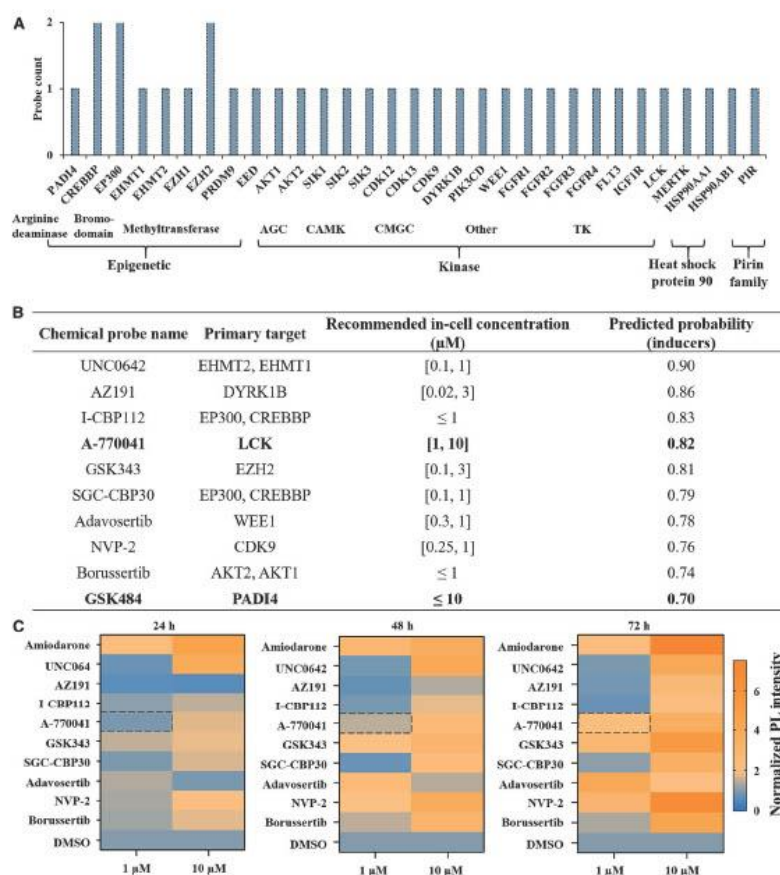 A
Probe count
2
1
0
PADI4 CREBBP EP300 EHMT1 EHMT2 EZH1 EZH2 PRDM9 EED AKT1 AKT2 SIK1 SIK2 SIK3 CDK12 CDK13 CDK9 DYRK1B PIK3CD WEE1 FGFR1 FGFR2 FGFR3 FGFR4 FLT3 IGF1R LCK MERTK HSP90AA1 HSP90AB1 PIR
Arginine deaminase
Bromo-domain
Methyltransferase
AGC CAMK CMGC Other TK
Epigenetic
Kinase
Heat shock protein 90
Pirin family
B
Chemical probe name Primary target Recommended in-cell concentration (µM) Predicted probability (inducers)
UNC0642 EHMT2, EHMT1 [0.1, 1] 0.90
AZ191 DYRK1B [0.02, 3] 0.86
I-CBP112 EP300, CREBBP ≤ 1 0.83
A-770041 LCK [1, 10] 0.82
GSK343 EZH2 [0.1, 3] 0.81
SGC-CBP30 EP300, CREBBP [0.1, 1] 0.79
Adavosertib WEE1 [0.3, 1] 0.78
NVP-2 CDK9 [0.25, 1] 0.76
Borussertib AKT2, AKT1 ≤ 1 0.74
GSK484 PADI4 ≤ 10 0.70
C
24 h
Amiodarone
UNC064
AZ191
I-CBP112
A-770041
GSK343
SGC-CBP30
Adavosertib
NVP-2
Borussertib
DMSO
1 µM 10 µM
48 h
Amiodarone
UNC0642
AZ191
I-CBP112
A-770041
GSK343
SGC-CBP30
Adavosertib
NVP-2
Borussertib
DMSO
1 µM 10 µM
72 h
Amiodarone
UNC0642
AZ191
I-CBP112
A-770041
GSK343
SGC-CBP30
Adavosertib
NVP-2
Borussertib
DMSO
1 µM 10 µM
6
4
2
0
Normalized PL intensity